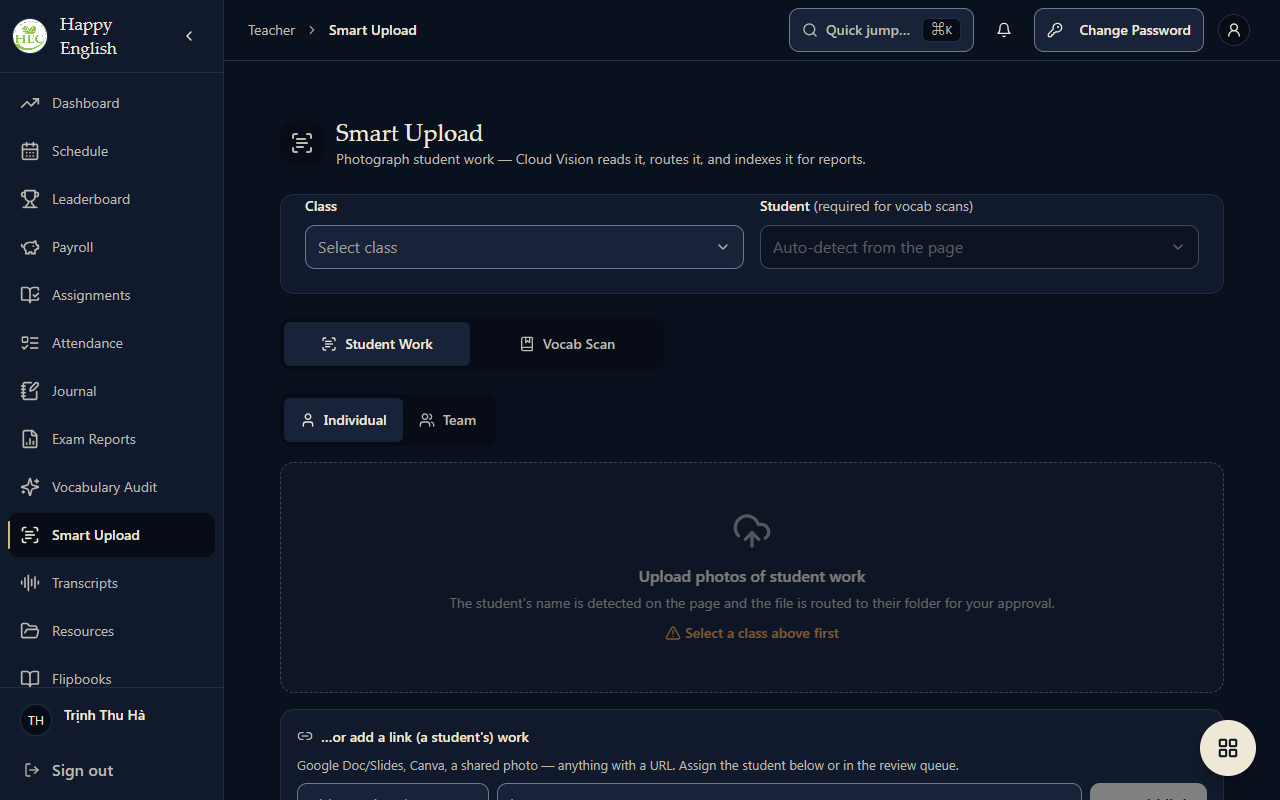 HEC
Happy
English
Teacher
Smart Upload
Quick jump...
⌘K
Change Password
Dashboard
Schedule
Leaderboard
Payroll
Assignments
Attendance
Journal
Exam Reports
Vocabulary Audit
Smart Upload
Transcripts
Resources
Flipbooks
TH
Trịnh Thu Hà
Sign out
Smart Upload
Photograph student work — Cloud Vision reads it, routes it, and indexes it for reports.
Class
Select class
Student (required for vocab scans)
Auto-detect from the page
Student Work
Vocab Scan
Individual
Team
Upload photos of student work
The student's name is detected on the page and the file is routed to their folder for your approval.
Select a class above first
...or add a link (a student's) work
Google Doc/Slides, Canva, a shared photo — anything with a URL. Assign the student below or in the review queue.